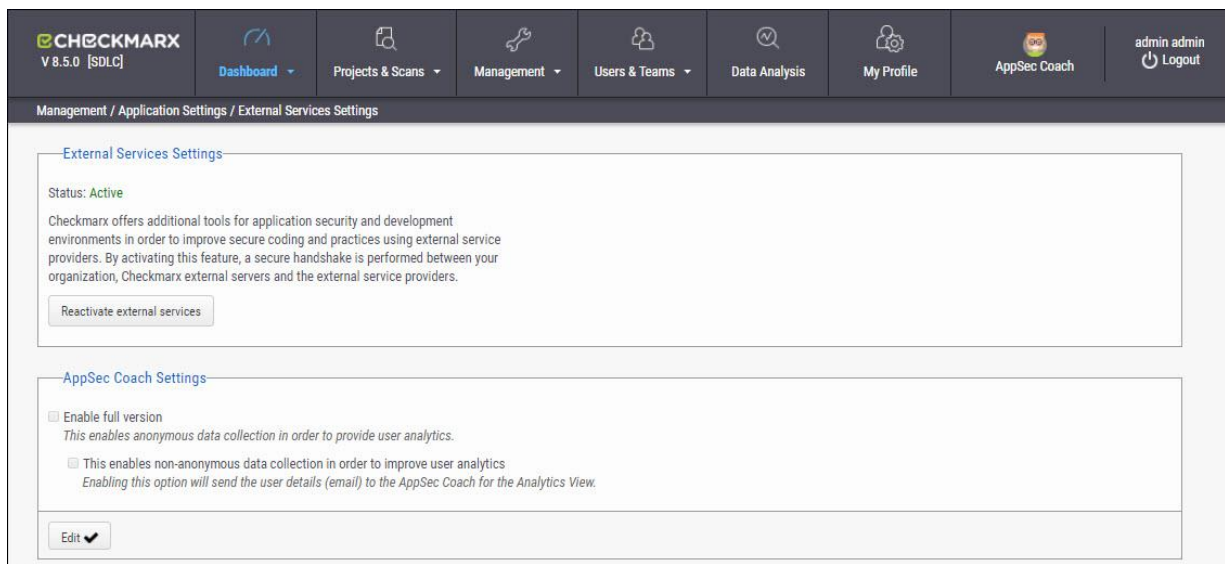 CHECKMARX
V 8.5.0 [SDLC]
Dashboard
Projects & Scans
Management
Users & Teams
Data Analysis
My Profile
AppSec Coach
admin admin
Logout
Management / Application Settings / External Services Settings
External Services Settings
Status: Active
Checkmarx offers additional tools for application security and development
environments in order to improve secure coding and practices using external service
providers. By activating this feature, a secure handshake is performed between your
organization, Checkmarx external servers and the external service providers.
Reactivate external services
AppSec Coach Settings
Enable full version
This enables anonymous data collection in order to provide user analytics.
This enables non-anonymous data collection in order to improve user analytics
Enabling this option will send the user details (email) to the AppSec Coach for the Analytics View.
Edit